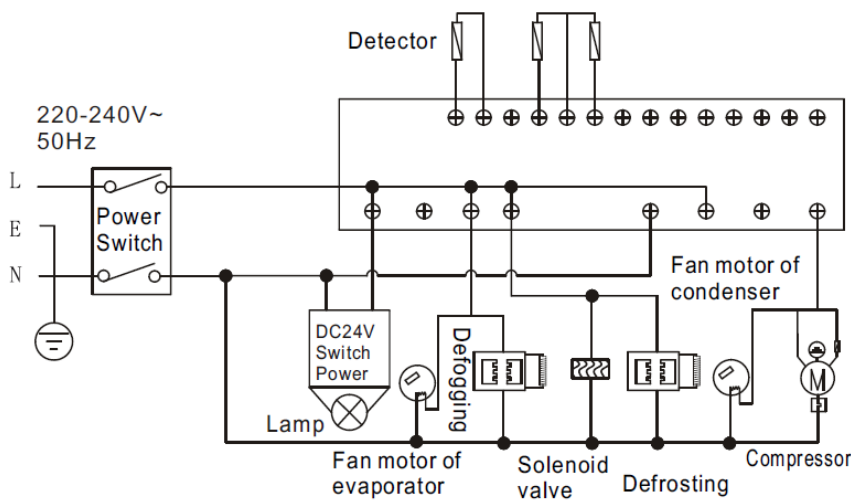 Detector
220-240V~
50Hz
L
E
N
Power
Switch
Fan motor of
condenser
DC24V
Switch
Power
Defogging
M
Lamp
Fan motor of
evaporator
Solenoid
valve
Defrosting
Compressor